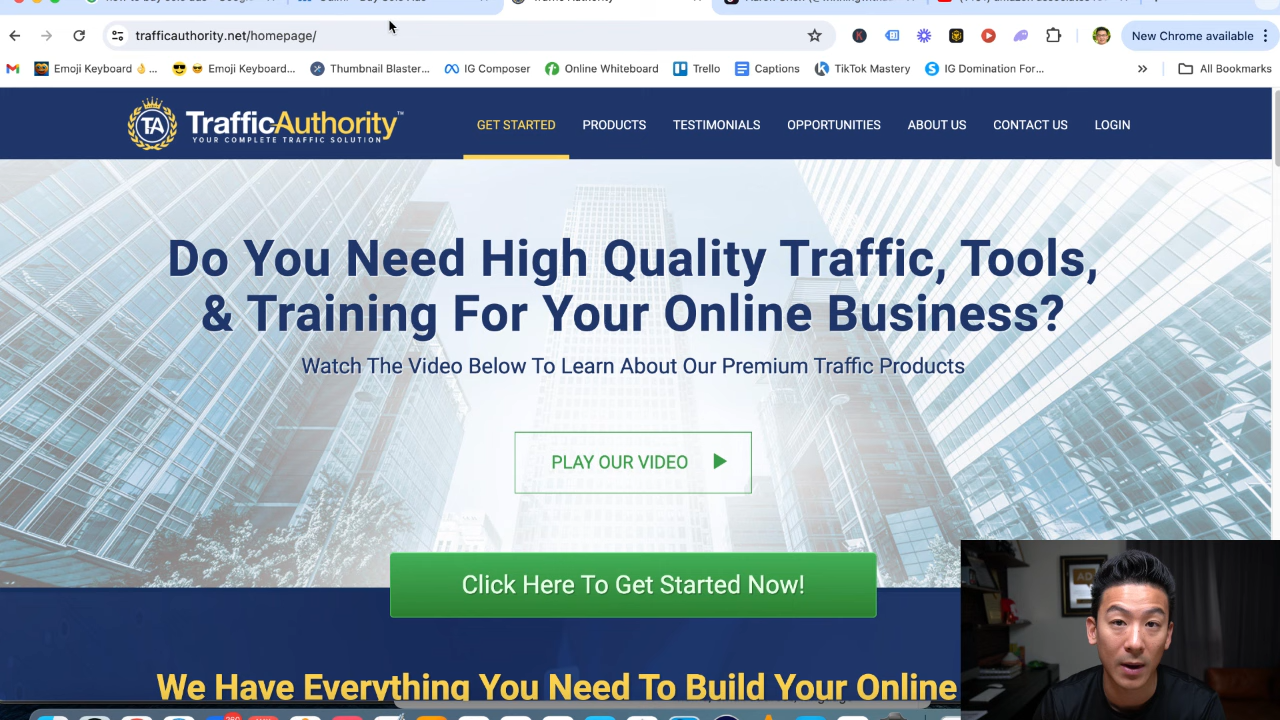 trafficauthority.net/homepage/
New Chrome available
Emoji Keyboard 👌 ...
Emoji Keyboard...
Thumbnail Blaster...
IG Composer
Online Whiteboard
Trello
Captions
TikTok Mastery
IG Domination For...
All Bookmarks
TA
TrafficAuthority™
YOUR COMPLETE TRAFFIC SOLUTION
GET STARTED
PRODUCTS
TESTIMONIALS
OPPORTUNITIES
ABOUT US
CONTACT US
LOGIN
Do You Need High Quality Traffic, Tools,
& Training For Your Online Business?
Watch The Video Below To Learn About Our Premium Traffic Products
PLAY OUR VIDEO
Click Here To Get Started Now!
We Have Everything You Need To Build Your Online